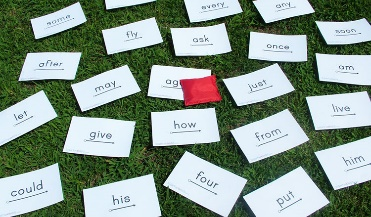 some
every
any
fly
ask
once
soon
after
may
just
am
let
give
how
from
live
him
could
his
four
put